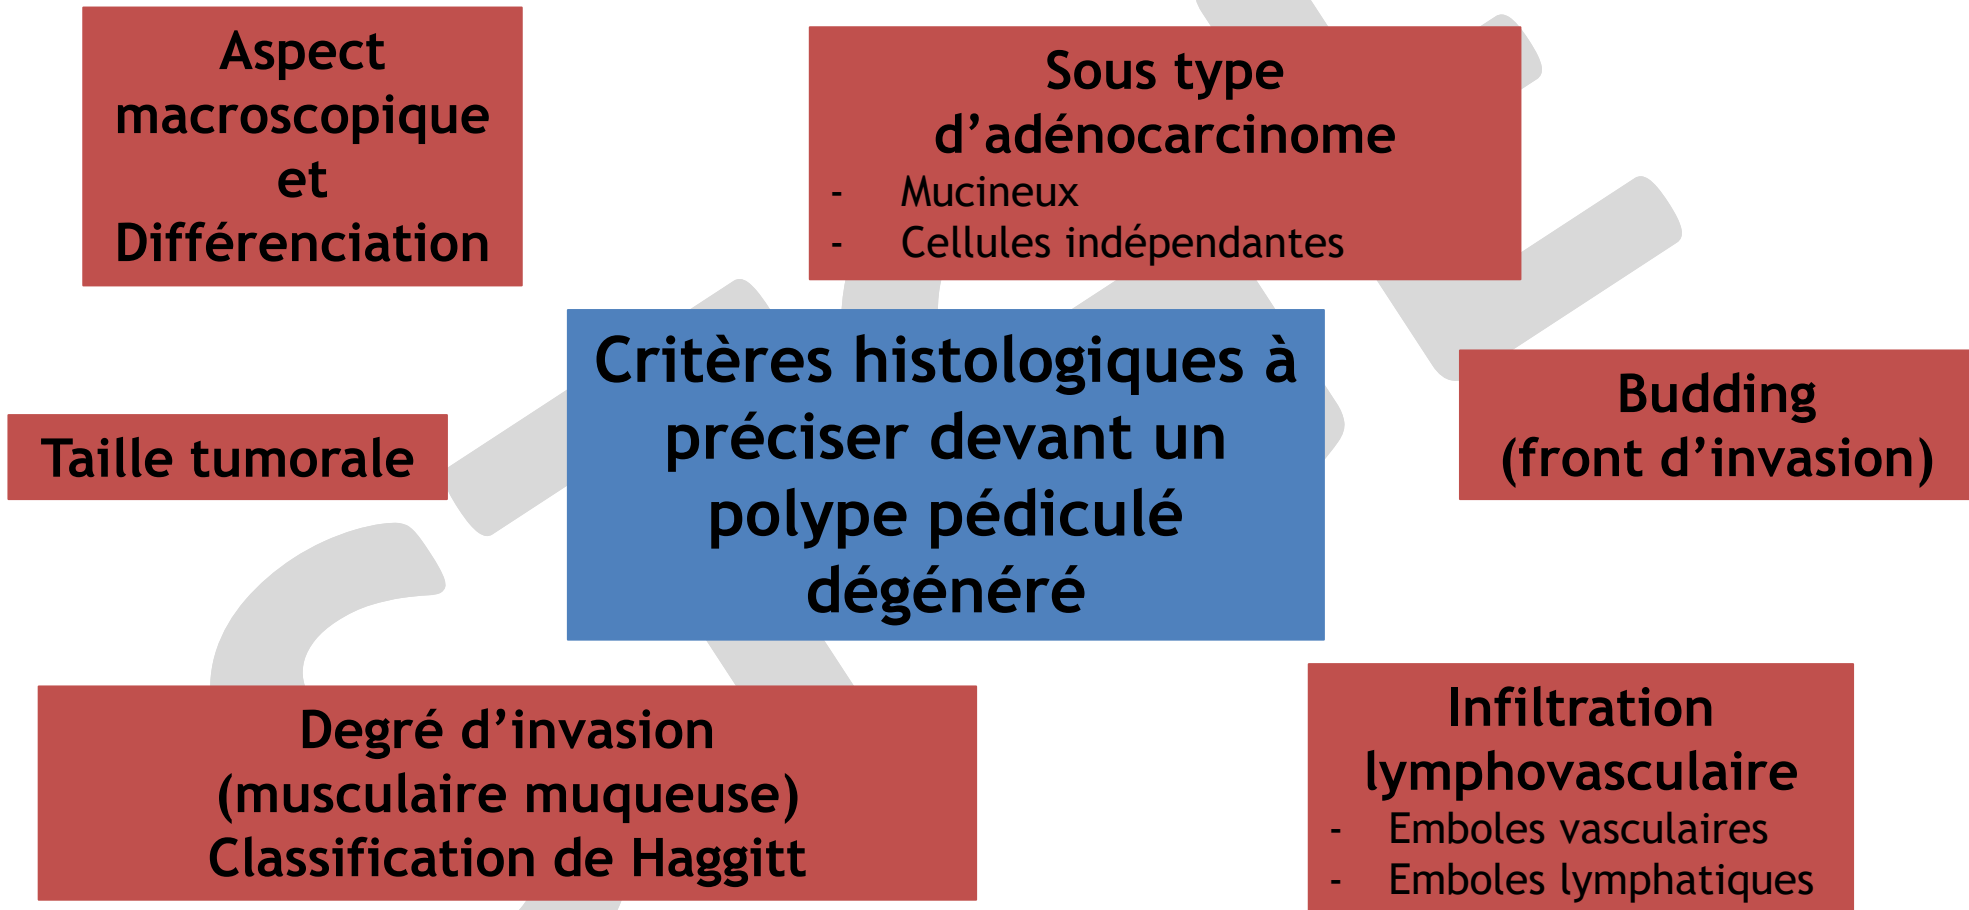 Aspect
macroscopique
et
Différenciation
Sous type
d’adénocarcinome
- Mucineux
- Cellules indépendantes
Critères histologiques à
préciser devant un
polype pédiculé
dégénéré
Budding
(front d’invasion)
Taille tumorale
Degré d’invasion
(musculaire muqueuse)
Classification de Haggitt
Infiltration
lymphovasculaire
- Emboles vasculaires
- Emboles lymphatiques